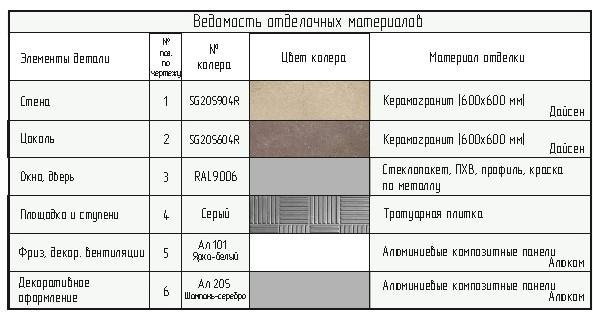 Ведомость отделочных материалов
Элементы детали
№
поз.
по
чертежу
№
колера
Цвет колера
Материал отделки
Стена
1
SG205904R
Керамогранит |600х600 мм|
Дайсен
Цоколь
2
SG205604R
Керамогранит |600х600 мм|
Дайсен
Окно, дверь
3
RAL9006
Стеклопакет, ПХВ, профиль, краска
по металлу
Площадка и ступени
4
Серый
Тротуарная плитка
Фриз, декор. вентиляции
5
Ал 101
Ярко-белый
Алюминиевые композитные панели
Алоком
Декоративное
оформление
6
Ал 205
Шампань-серебро
Алюминиевые композитные панели
Алоком